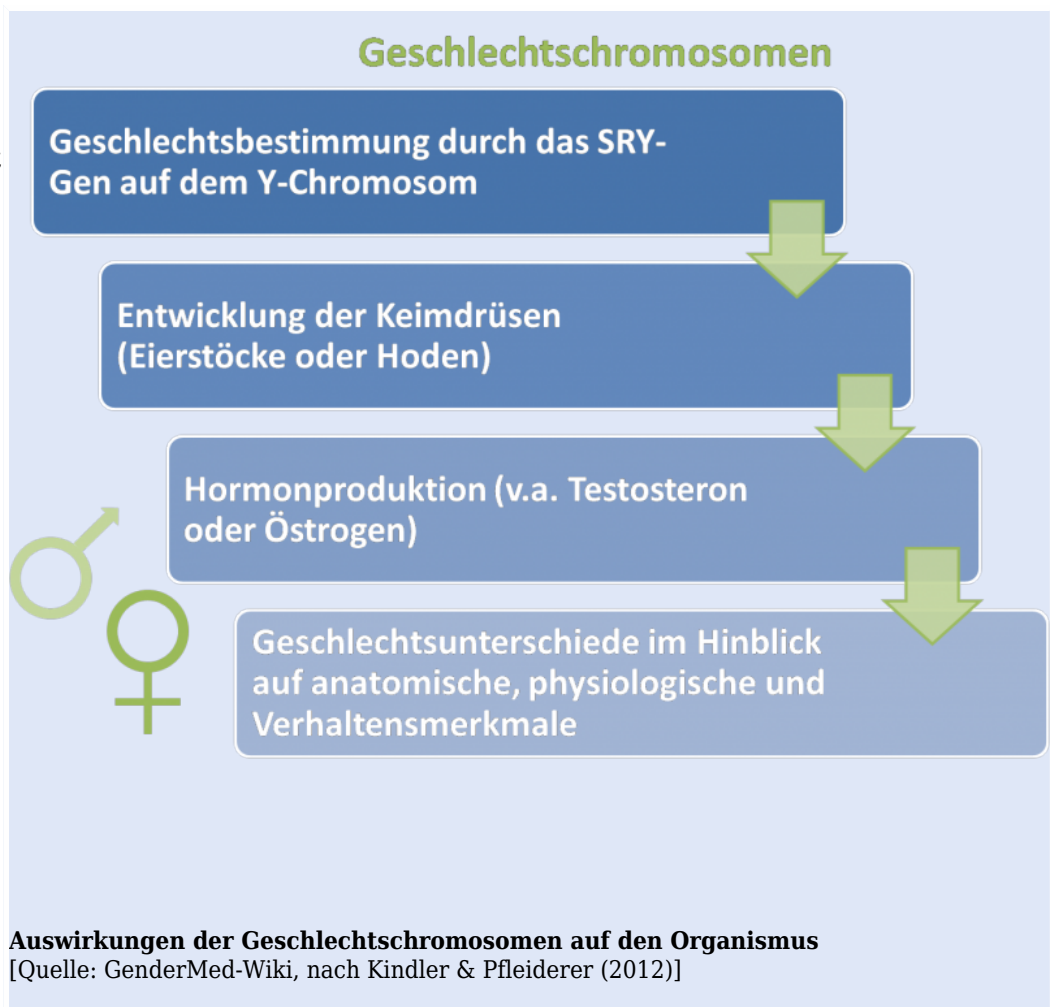 Geschlechtschromosomen
Geschlechtsbestimmung durch das SRY-
Gen auf dem Y-Chromosom
Entwicklung der Keimdrüsen
(Eierstöcke oder Hoden)
Hormonproduktion (v.a. Testosteron
oder Östrogen)
Geschlechtsunterschiede im Hinblick
auf anatomische, physiologische und
Verhaltensmerkmale
Auswirkungen der Geschlechtschromosomen auf den Organismus
[Quelle: GenderMed-Wiki, nach Kindler & Pfleiderer (2012)]